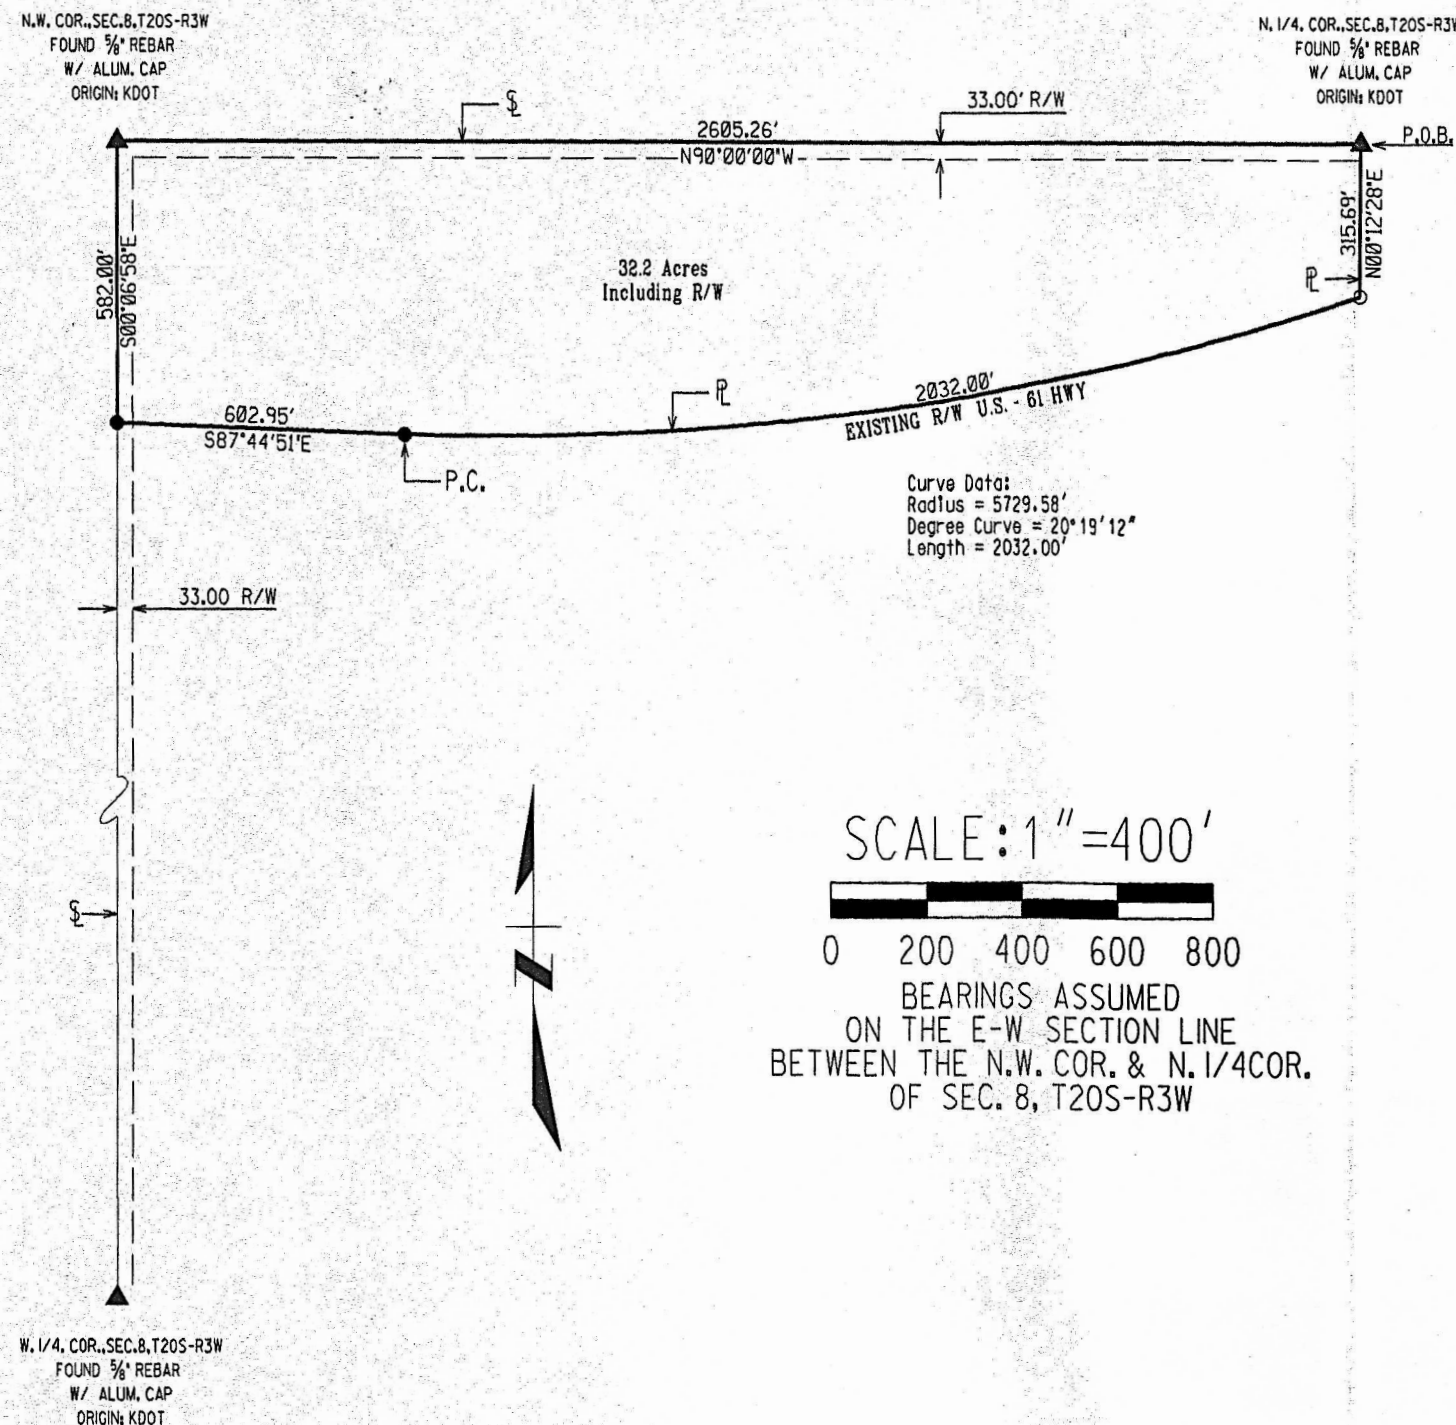 N.W. COR.,SEC.8,T20S-R3W
FOUND ⅝" REBAR
W/ ALUM. CAP
ORIGIN: KDOT
N. 1/4. COR.,SEC.8,T20S-R3W
FOUND ⅝" REBAR
W/ ALUM. CAP
ORIGIN: KDOT
℄
33.00' R/W
2605.26'
N90°00'00"W
P.O.B.
582.00'
S00°06'58"E
315.69'
N00°12'28"E
32.2 Acres
Including R/W
PL
602.95'
S87°44'51"E
P.C.
PL
2032.00'
EXISTING R/W U.S. - 61 HWY
Curve Data:
Radius = 5729.58'
Degree Curve = 20°19'12"
Length = 2032.00'
33.00 R/W
SCALE: 1"=400'
0 200 400 600 800
℄
N
BEARINGS ASSUMED
ON THE E-W SECTION LINE
BETWEEN THE N.W. COR. & N. 1/4COR.
OF SEC. 8, T20S-R3W
W. 1/4. COR.,SEC.8,T20S-R3W
FOUND ⅝" REBAR
W/ ALUM. CAP
ORIGIN: KDOT